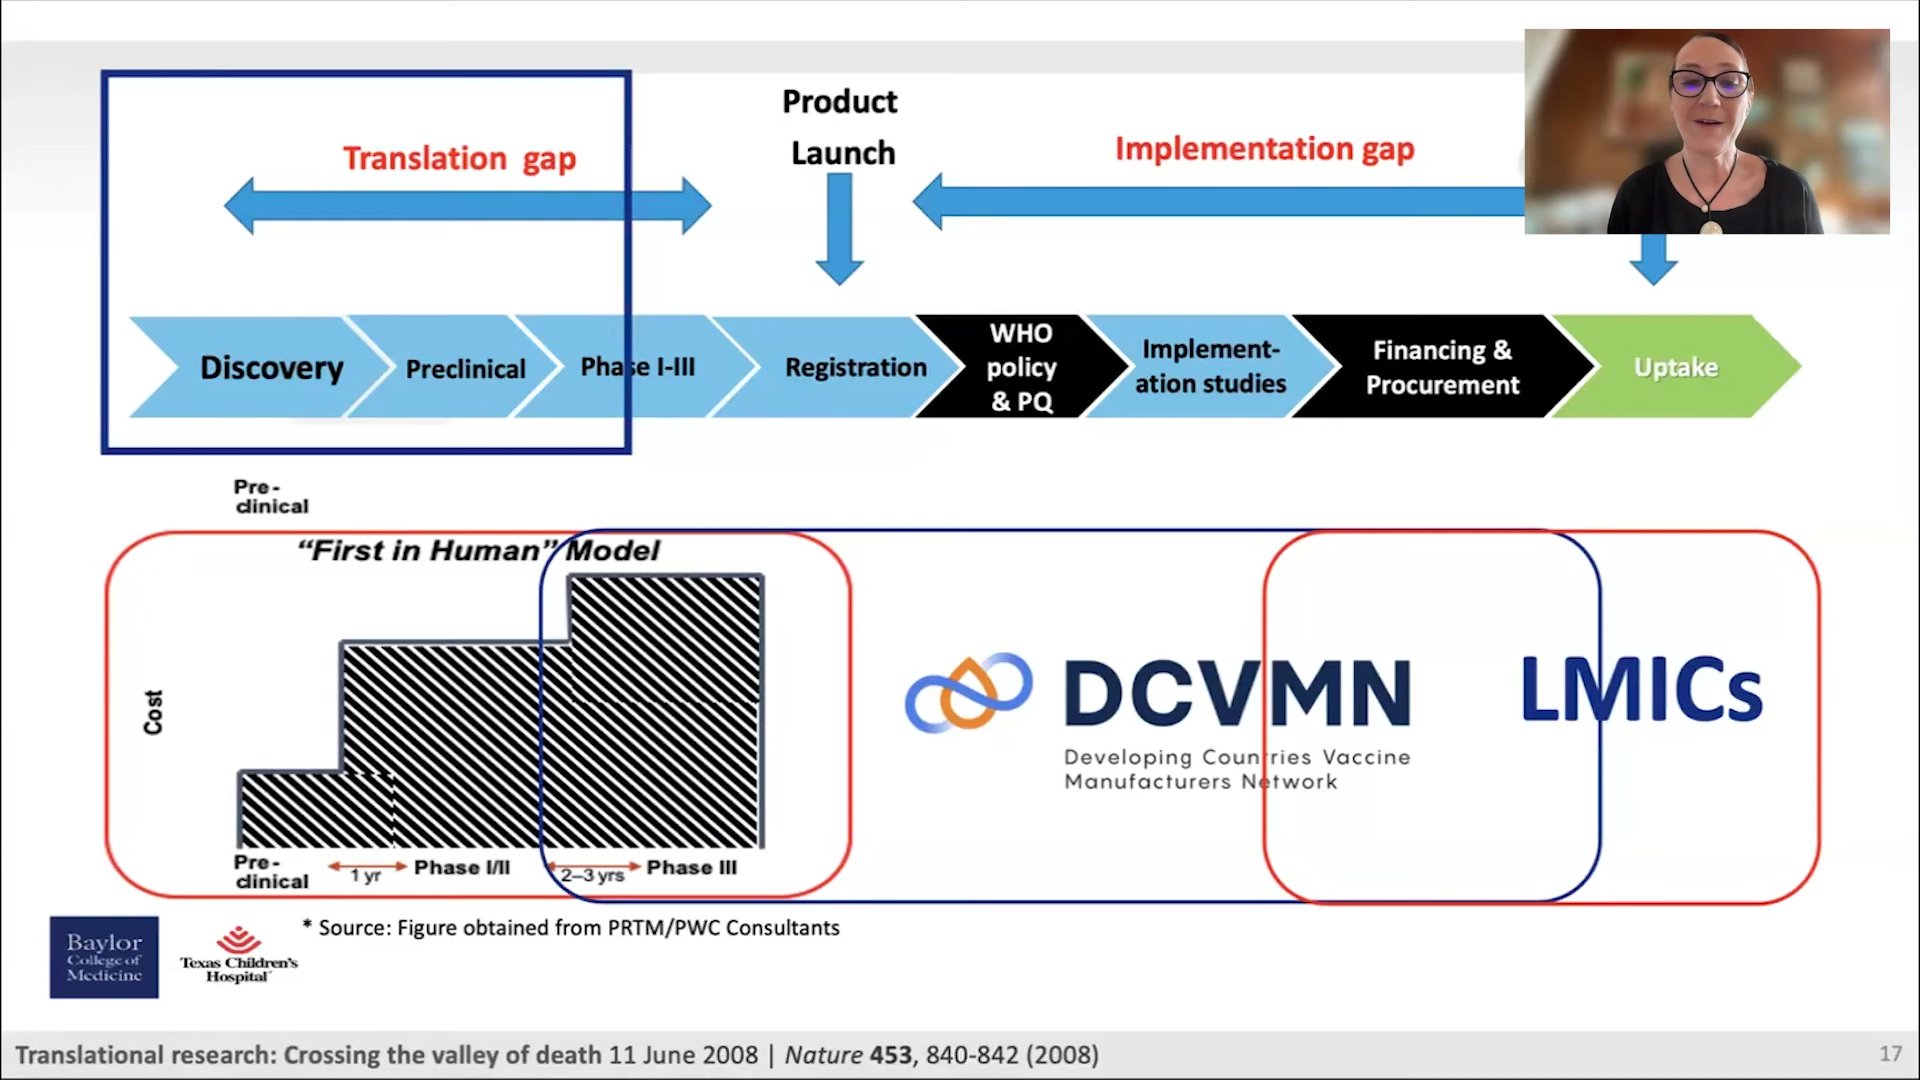 Product
Launch
Translation gap
Implementation gap
Discovery
Preclinical
Phase I-III
Registration
WHO
policy
& PQ
Implement-
ation studies
Financing &
Procurement
Uptake
Pre-
clinical
“First in Human” Model
Cost
Pre-
clinical
1 yr
Phase I/II
2–3 yrs
Phase III
DCVMN
Developing Countries Vaccine
Manufacturers Network
LMICs
* Source: Figure obtained from PRTM/PWC Consultants
Baylor
College of
Medicine
Texas Children's
Hospital
Translational research: Crossing the valley of death 11 June 2008 | Nature 453, 840-842 (2008)
17